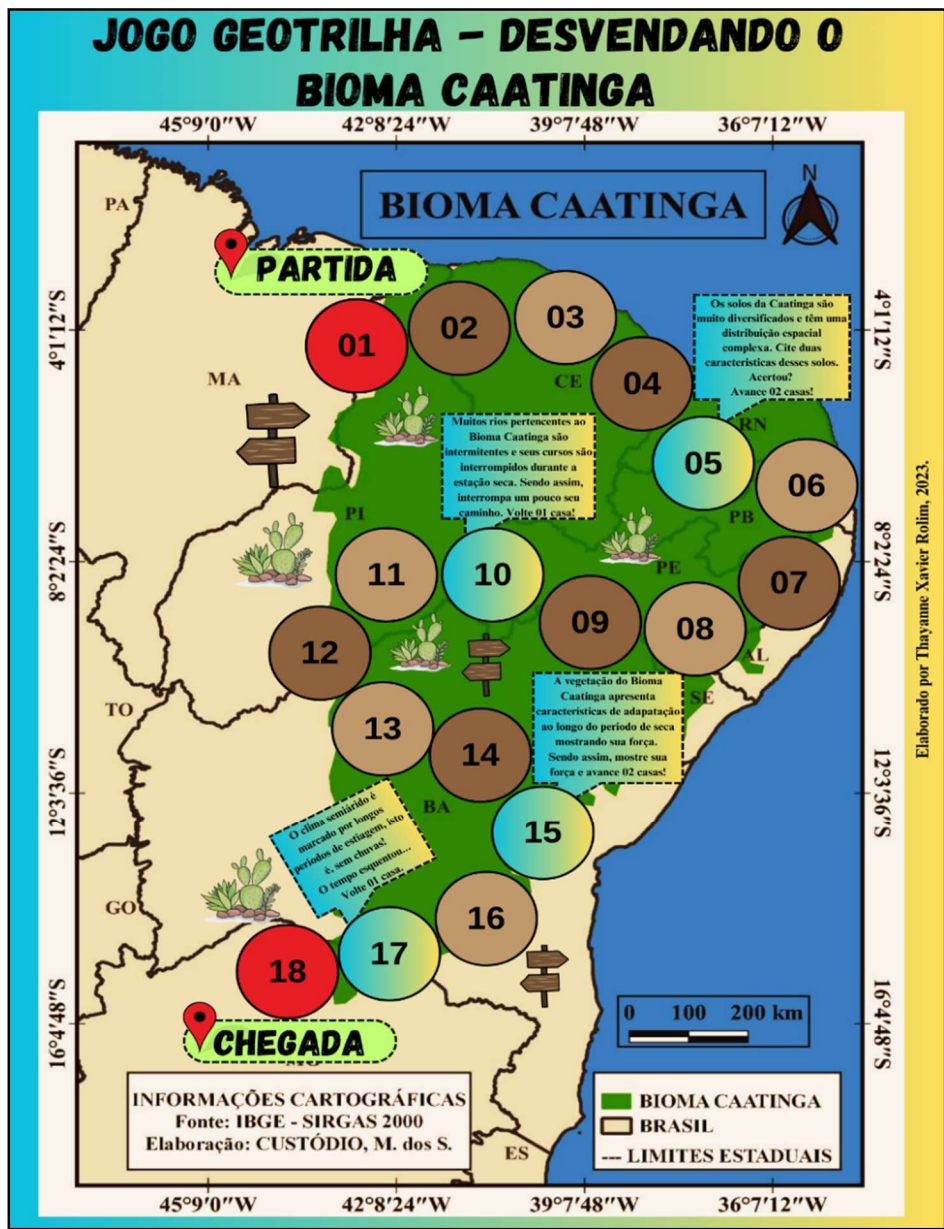 JOGO GEOTRILHA – DESVENDANDO O
BIOMA CAATINGA
45°9'0"W 42°8'24"W 39°7'48"W 36°7'12"W
N
BIOMA CAATINGA
PA
PARTIDA
4°1'12"S
4°1'12"S
01
02
03
04
MA
CE
Os solos da Caatinga são
muito diversificados e têm uma
distribuição espacial
complexa. Cite duas
características desses solos.
Acertou?
Avance 02 casas!
RN
05
06
PB
Muitos rios pertencentes ao
Bioma Caatinga são
intermitentes e seus cursos são
interrompidos durante a
estação seca. Sendo assim,
interrompa um pouco seu
caminho. Volte 01 casa!
PI
8°2'24"S
8°2'24"S
11
10
PE
07
09
08
12
AL
SE
A vegetação do Bioma
Caatinga apresenta
características de adapatação
ao longo do período de seca
mostrando sua força.
Sendo assim, mostre sua
força e avance 02 casas!
TO
13
14
12°3'36"S
12°3'36"S
BA
15
O clima semiárido é
marcado por longos
períodos de estiagem, isto
é, sem chuvas!
O tempo esquentou...
Volte 01 casa.
GO
16
17
18
16°4'48"S
16°4'48"S
CHEGADA
0 100 200 km
INFORMAÇÕES CARTOGRÁFICAS
Fonte: IBGE - SIRGAS 2000
Elaboração: CUSTÓDIO, M. dos S.
ES
BIOMA CAATINGA
BRASIL
LIMITES ESTADUAIS
45°9'0"W 42°8'24"W 39°7'48"W 36°7'12"W
Elaborado por Thayanne Xavier Rolim, 2023.